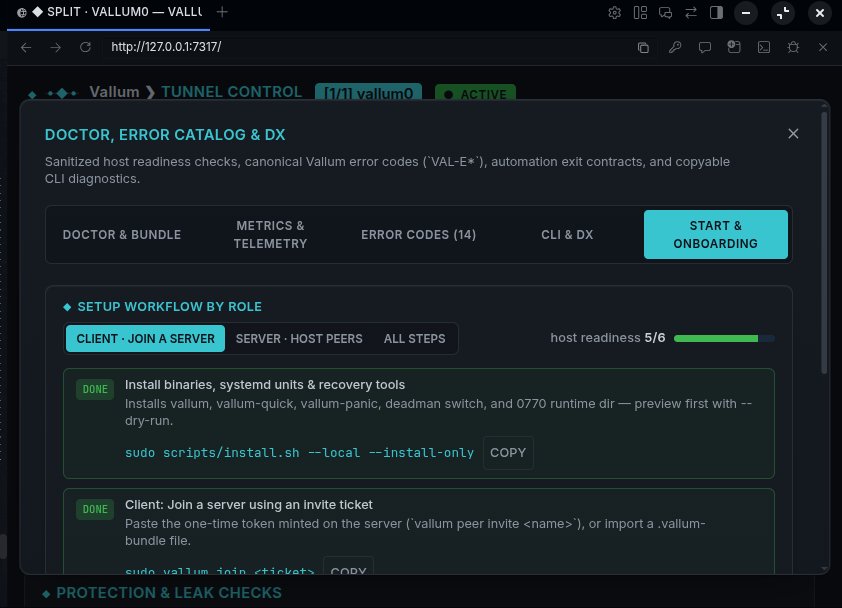 ◆ SPLIT · VALLUM0 — VALLU
http://127.0.0.1:7317/
Vallum ❯ TUNNEL CONTROL [1/1] vallum0 ● ACTIVE
DOCTOR, ERROR CATALOG & DX
Sanitized host readiness checks, canonical Vallum error codes (`VAL-E*`), automation exit contracts, and copyable
CLI diagnostics.
DOCTOR & BUNDLE
METRICS &
TELEMETRY
ERROR CODES (14)
CLI & DX
START &
ONBOARDING
◆ SETUP WORKFLOW BY ROLE
CLIENT · JOIN A SERVER SERVER · HOST PEERS ALL STEPS host readiness 5/6
DONE Install binaries, systemd units & recovery tools
Installs vallum, vallum-quick, vallum-panic, deadman switch, and 0770 runtime dir — preview first with --
dry-run.
sudo scripts/install.sh --local --install-only COPY
DONE Client: Join a server using an invite ticket
Paste the one-time token minted on the server (`vallum peer invite <name>`), or import a .vallum-
bundle file.
sudo vallum join <ticket> COPY
◆ PROTECTION & LEAK CHECKS